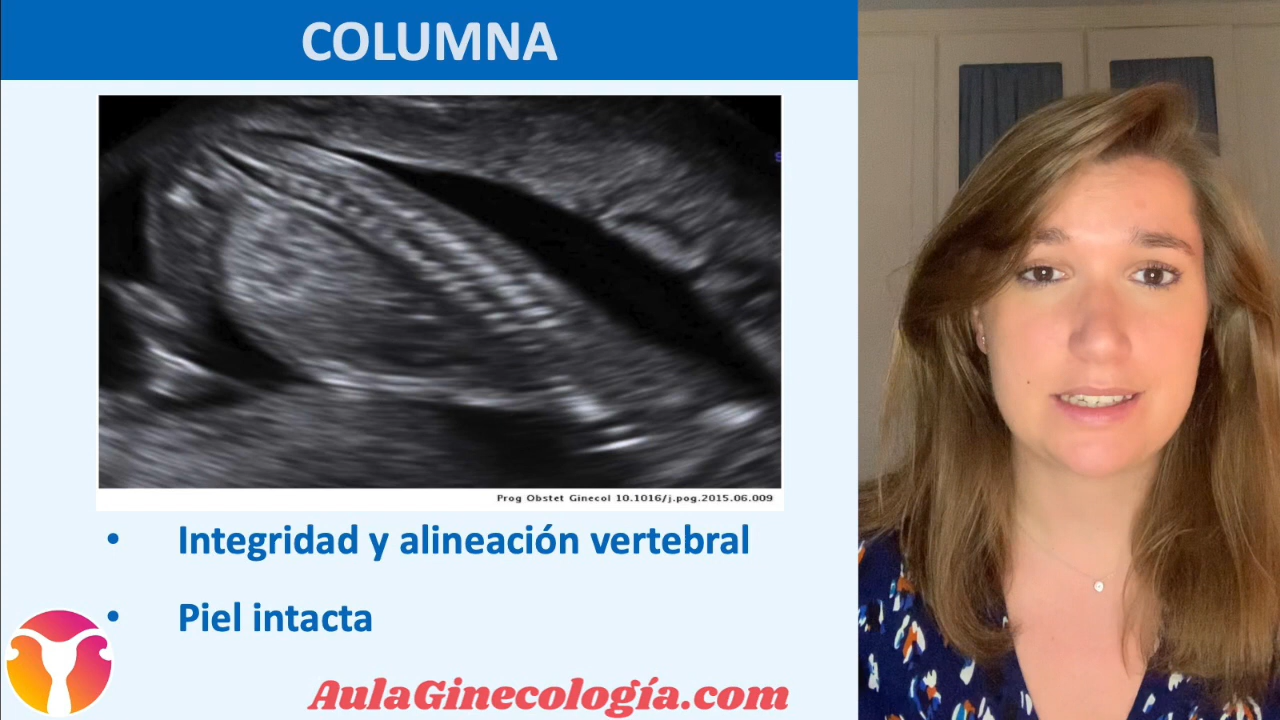 COLUMNA
Prog Obstet Ginecol 10.1016/j.pog.2015.06.009
• Integridad y alineación vertebral
• Piel intacta
AulaGinecología.com